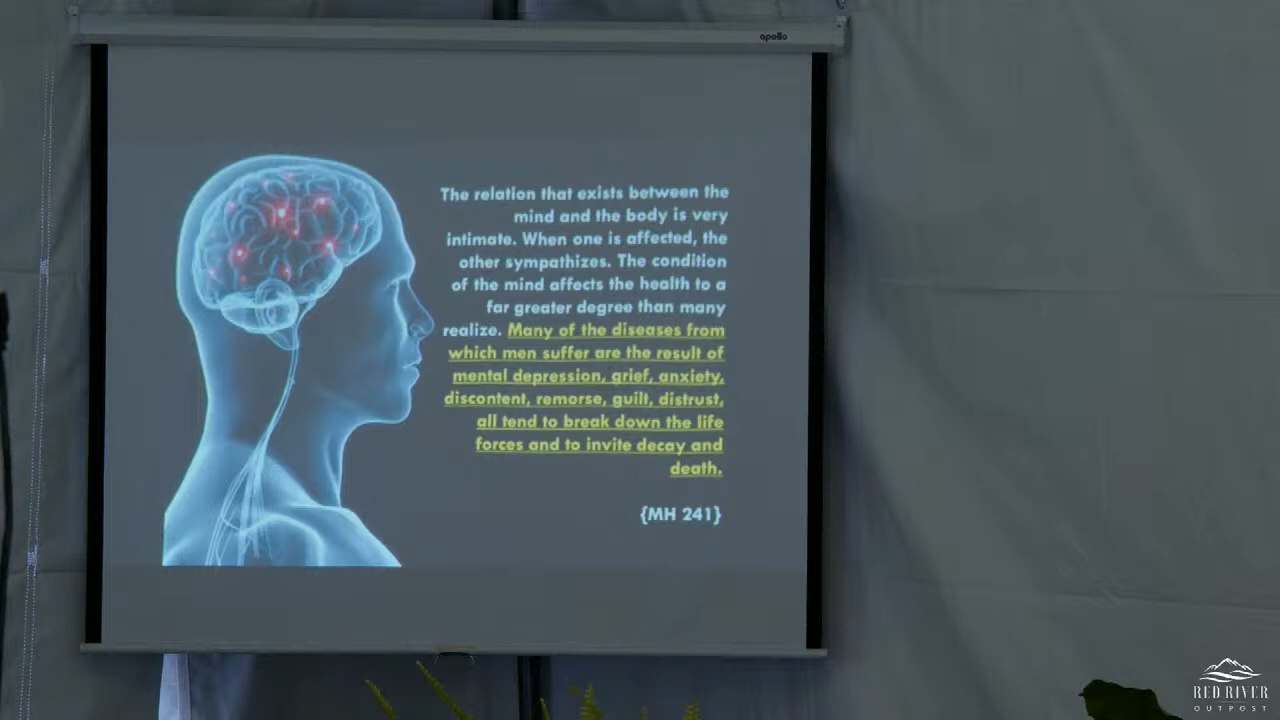 apollo
The relation that exists between the
mind and the body is very
intimate. When one is affected, the
other sympathizes. The condition
of the mind affects the health to a
far greater degree than many
realize. Many of the diseases from
which men suffer are the result of
mental depression, grief, anxiety,
discontent, remorse, guilt, distrust,
all tend to break down the life
forces and to invite decay and
death.
{MH 241}
RED RIVER
OUTPOST